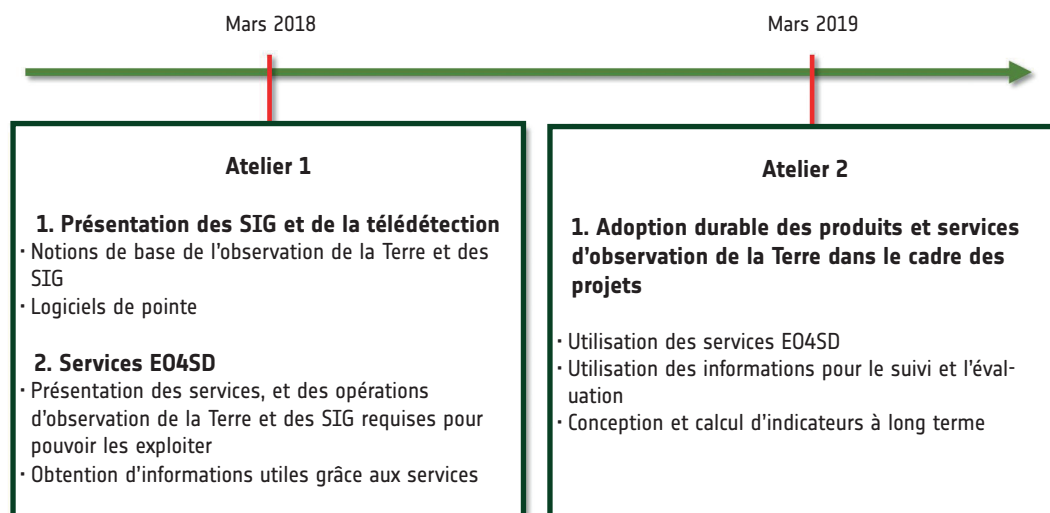 Mars 2018
Mars 2019
Atelier 1
1. Présentation des SIG et de la télédétection
· Notions de base de l'observation de la Terre et des
SIG
· Logiciels de pointe
2. Services EO4SD
· Présentation des services, et des opérations
d'observation de la Terre et des SIG requises pour
pouvoir les exploiter
· Obtention d'informations utiles grâce aux services
Atelier 2
1. Adoption durable des produits et services
d'observation de la Terre dans le cadre des
projets
· Utilisation des services EO4SD
· Utilisation des informations pour le suivi et l'éval-
uation
· Conception et calcul d'indicateurs à long terme